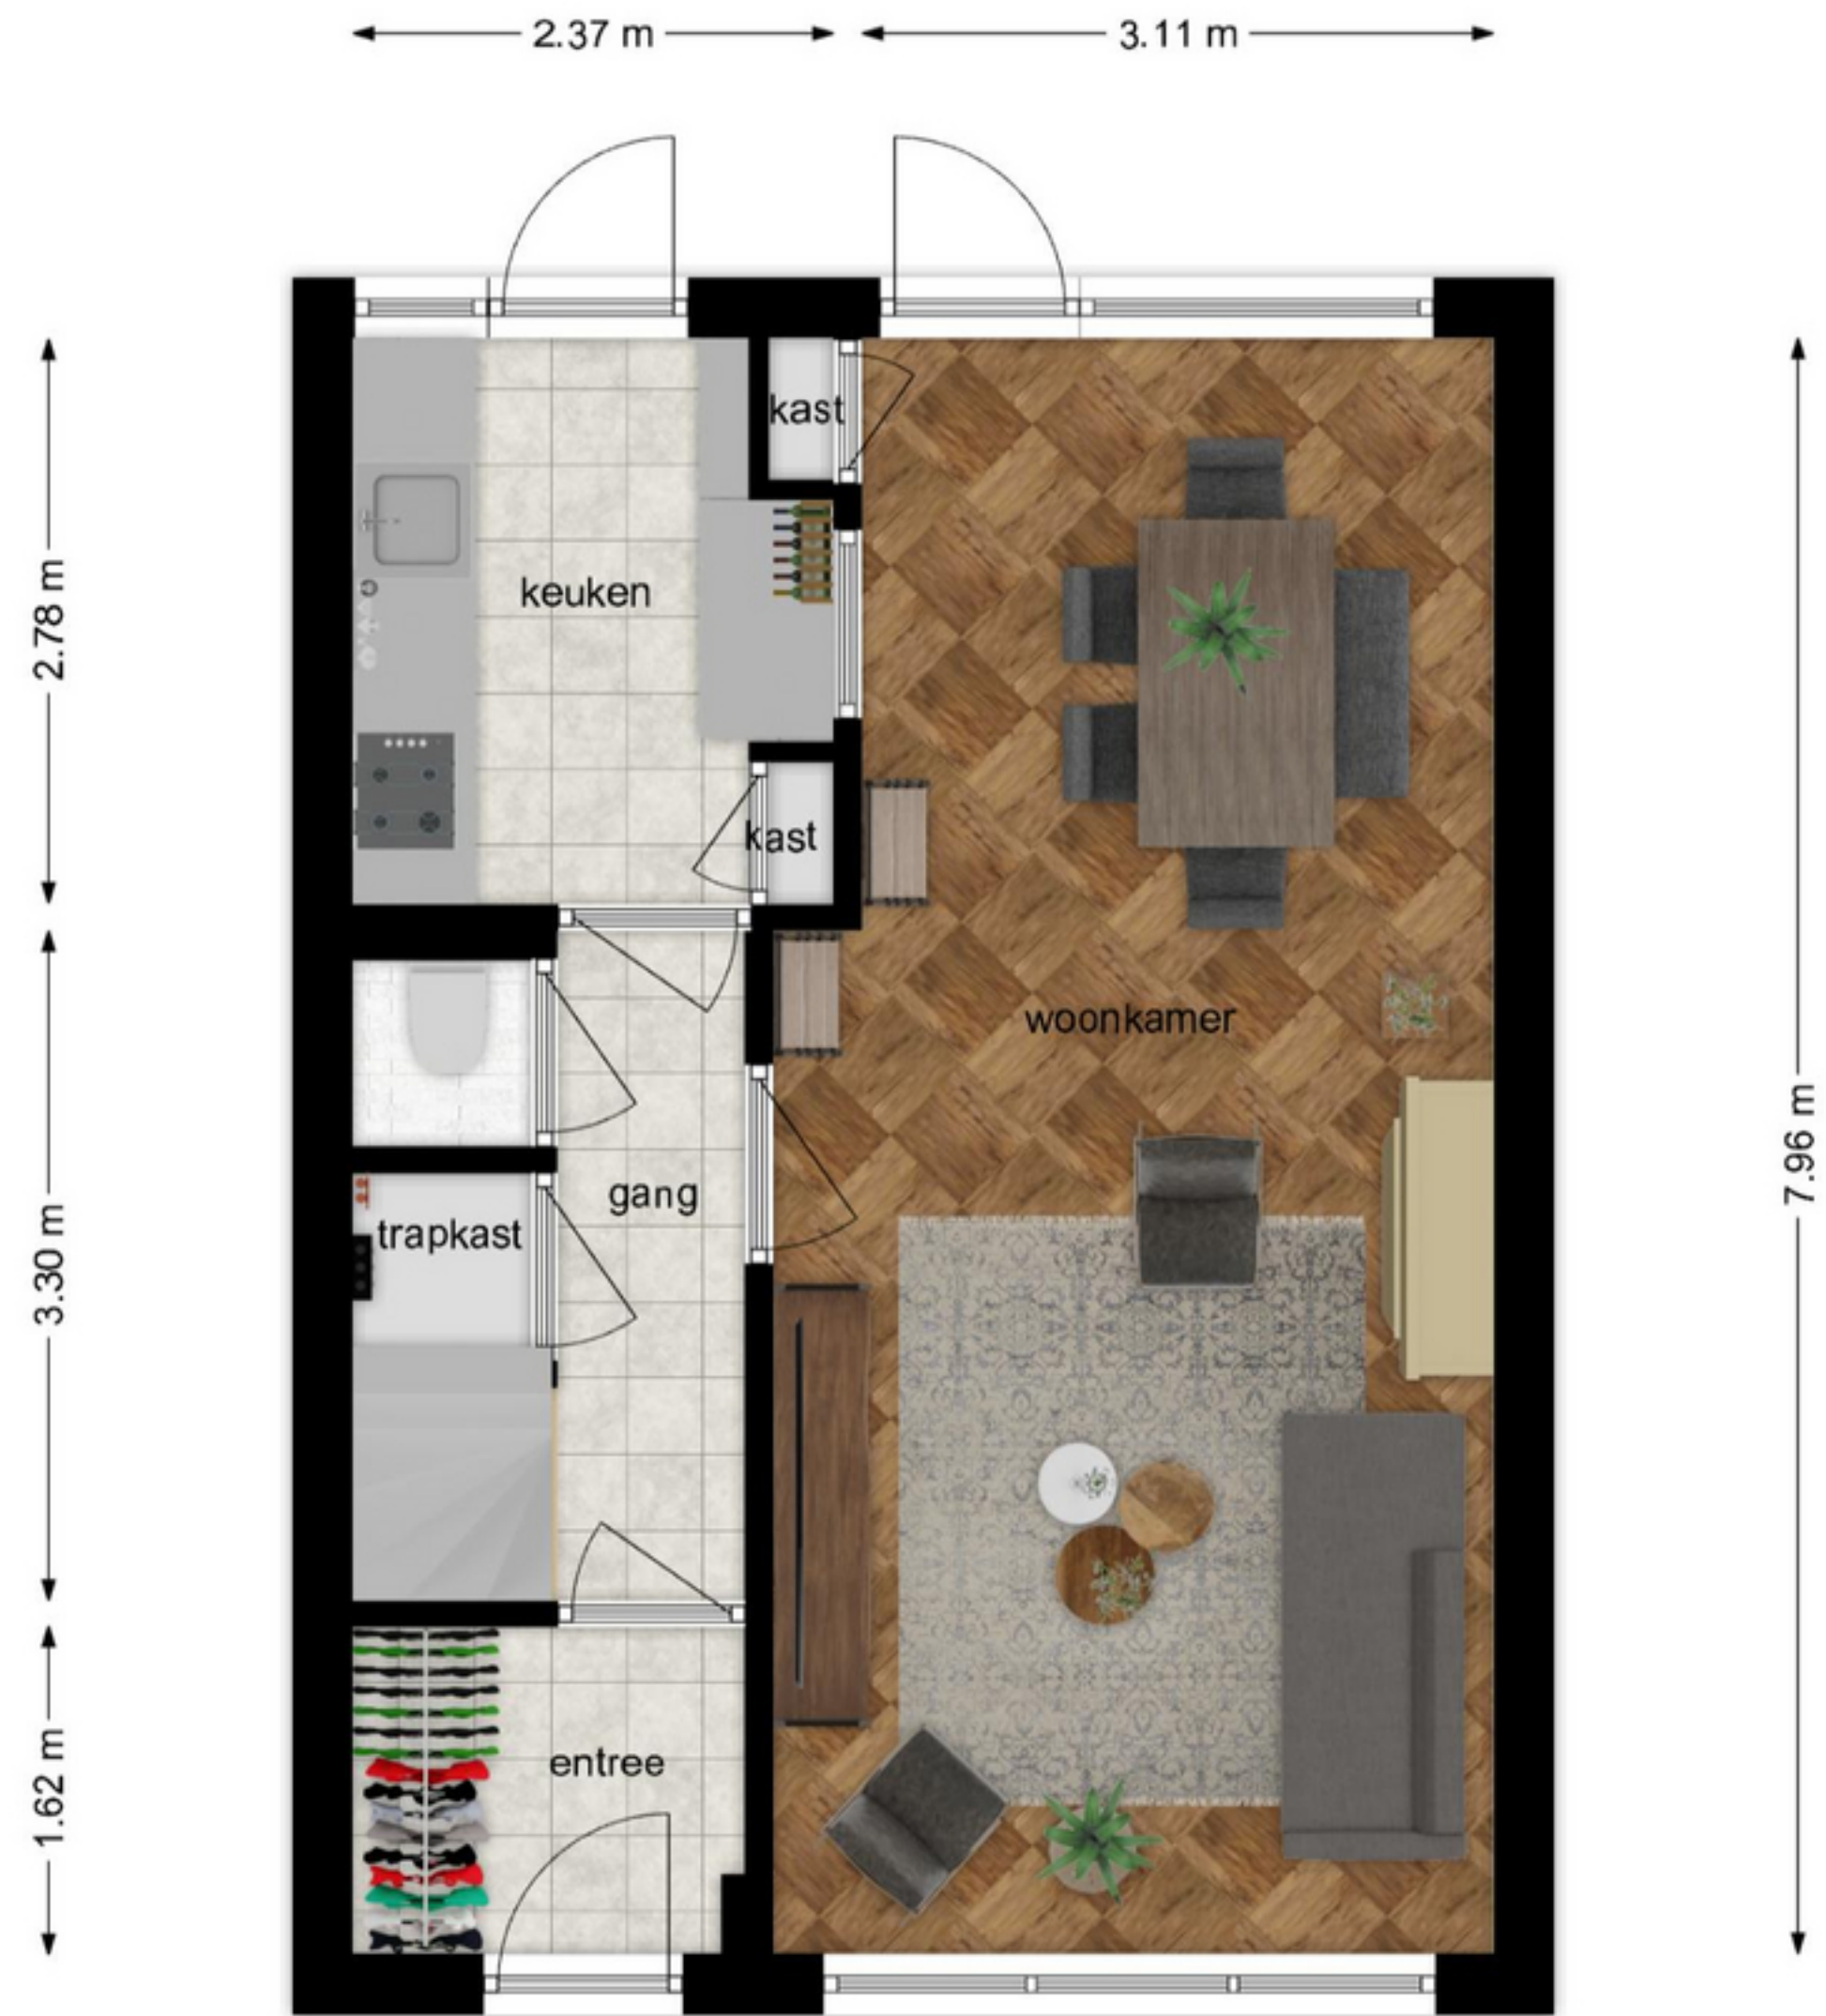 2.37 m
3.11 m
kast
keuken
2.78 m
kast
woonkamer
7.96 m
gang
trapkast
3.30 m
entree
1.62 m